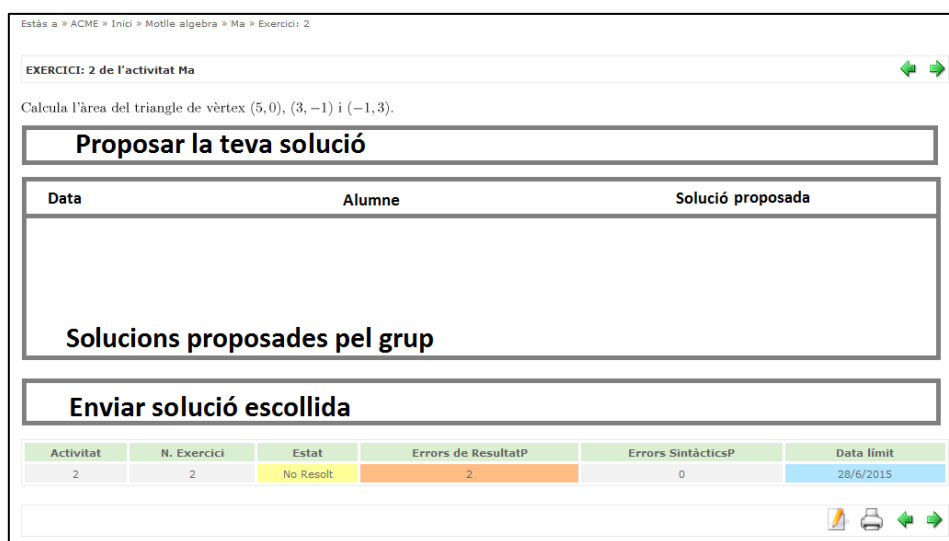 Estàs a » ACME » Inici » Motlle algebra » Ma » Exercici: 2
EXERCICI: 2 de l'activitat Ma
Calcula l'àrea del triangle de vèrtex (5, 0), (3, −1) i (−1, 3).
Proposar la teva solució
Data Alumne Solució proposada
Solucions proposades pel grup
Enviar solució escollida
Activitat N. Exercici Estat Errors de ResultatP Errors SintàcticsP Data límit
2 2 No Resolt 2 0 28/6/2015